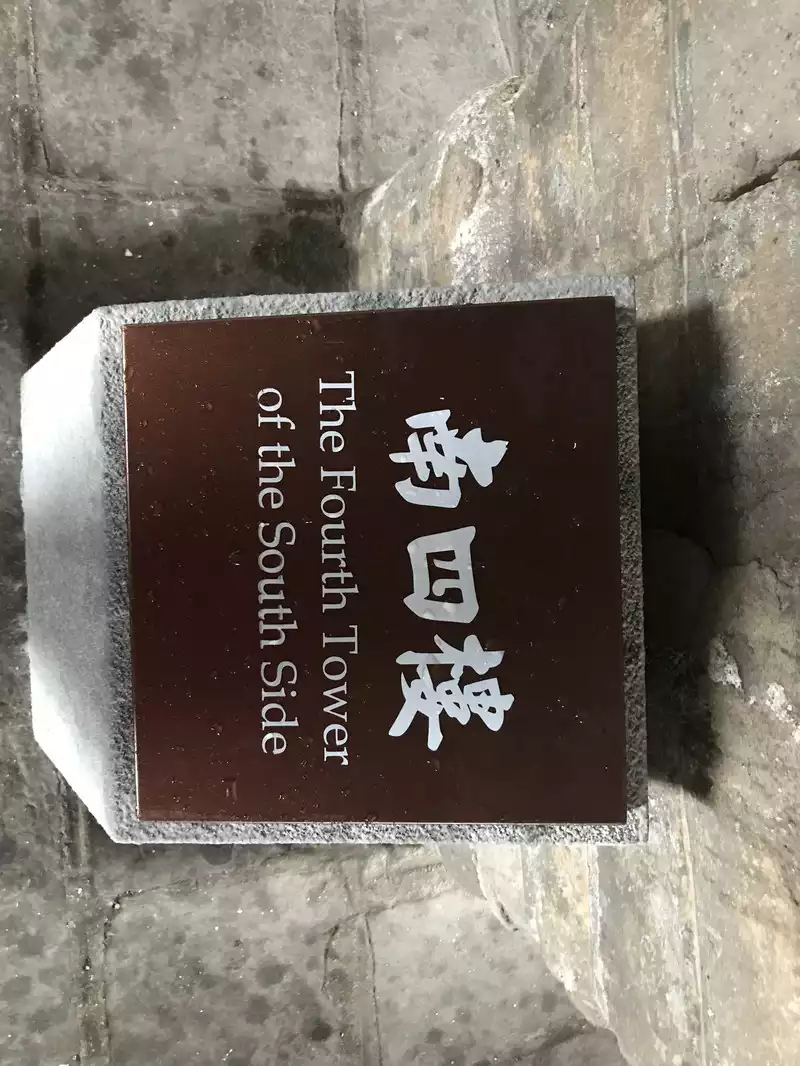 南四樓
The Fourth Tower
of the South Side